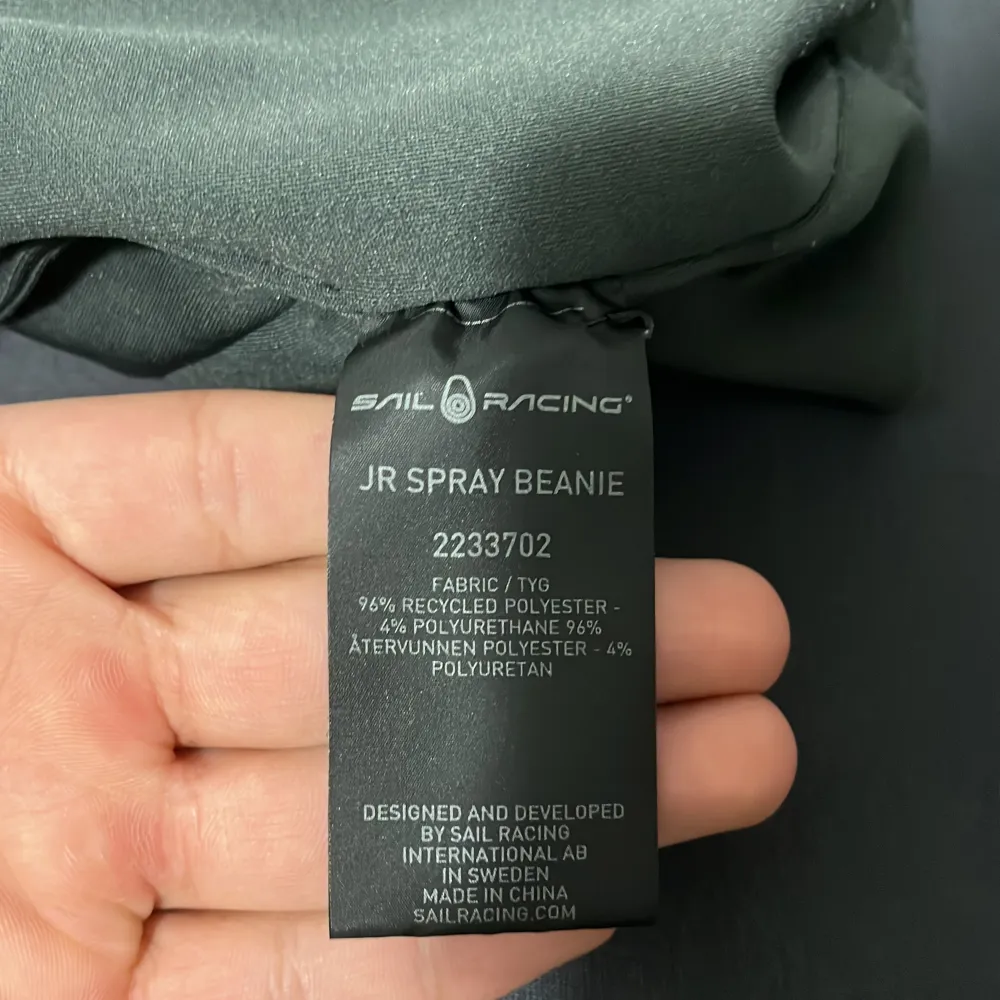 SAIL RACING®
JR SPRAY BEANIE
2233702
FABRIC / TYG
96% RECYCLED POLYESTER -
4% POLYURETHANE 96%
ÅTERVUNNEN POLYESTER - 4%
POLYURETAN
DESIGNED AND DEVELOPED
BY SAIL RACING
INTERNATIONAL AB
IN SWEDEN
MADE IN CHINA
SAILRACING.COM